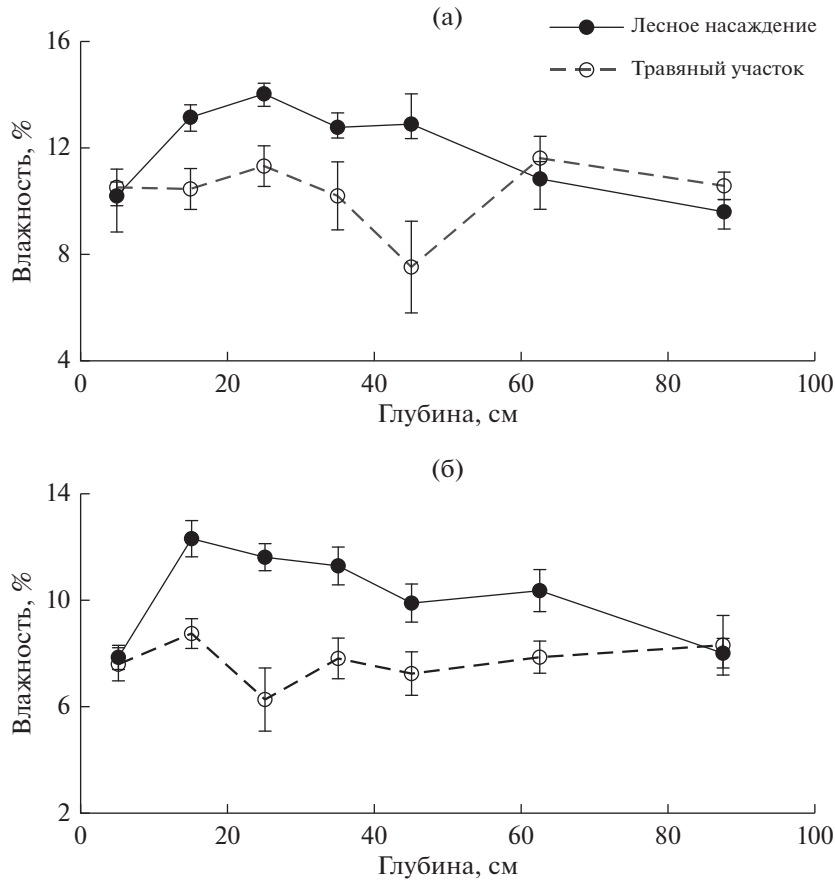 (а)
Лесное насаждение
Травяный участок
16
12
8
4
Влажность, %
0 20 40 60 80 100
Глубина, см
(б)
14
10
6
2
Влажность, %
0 20 40 60 80 100
Глубина, см